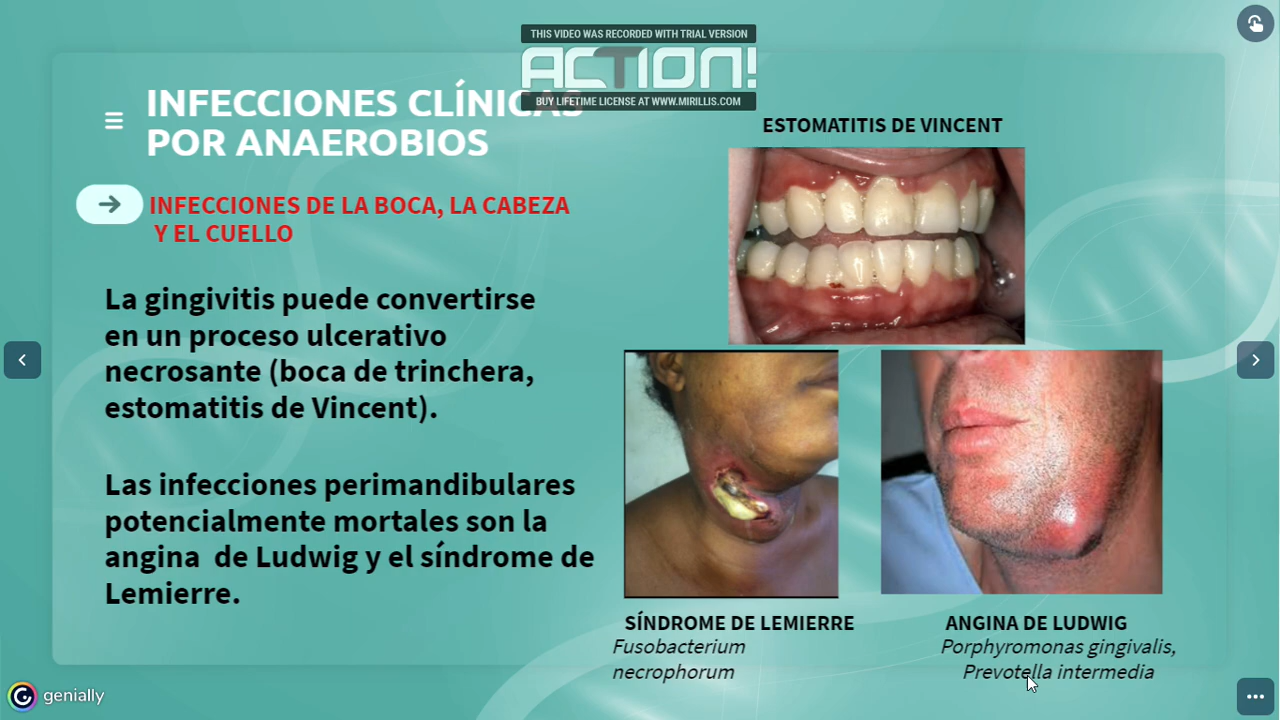 THIS VIDEO WAS RECORDED WITH TRIAL VERSION
ACTION!
BUY LIFETIME LICENSE AT WWW.MIRILLIS.COM
INFECCIONES CLÍNICAS
POR ANAEROBIOS
INFECCIONES DE LA BOCA, LA CABEZA
Y EL CUELLO
La gingivitis puede convertirse
en un proceso ulcerativo
necrosante (boca de trinchera,
estomatitis de Vincent).
Las infecciones perimandibulares
potencialmente mortales son la
angina de Ludwig y el síndrome de
Lemierre.
ESTOMATITIS DE VINCENT
SÍNDROME DE LEMIERRE
Fusobacterium
necrophorum
ANGINA DE LUDWIG
Porphyromonas gingivalis,
Prevotella intermedia
genially